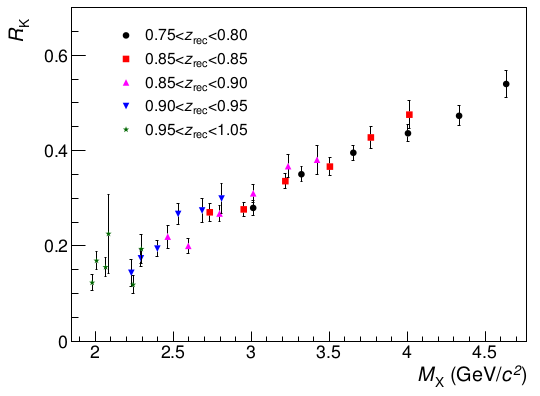 R_K
0.75<z_rec<0.80
0.85<z_rec<0.85
0.85<z_rec<0.90
0.90<z_rec<0.95
0.95<z_rec<1.05
0.6
0.4
0.2
0
2 2.5 3 3.5 4 4.5
M_X (GeV/c²)